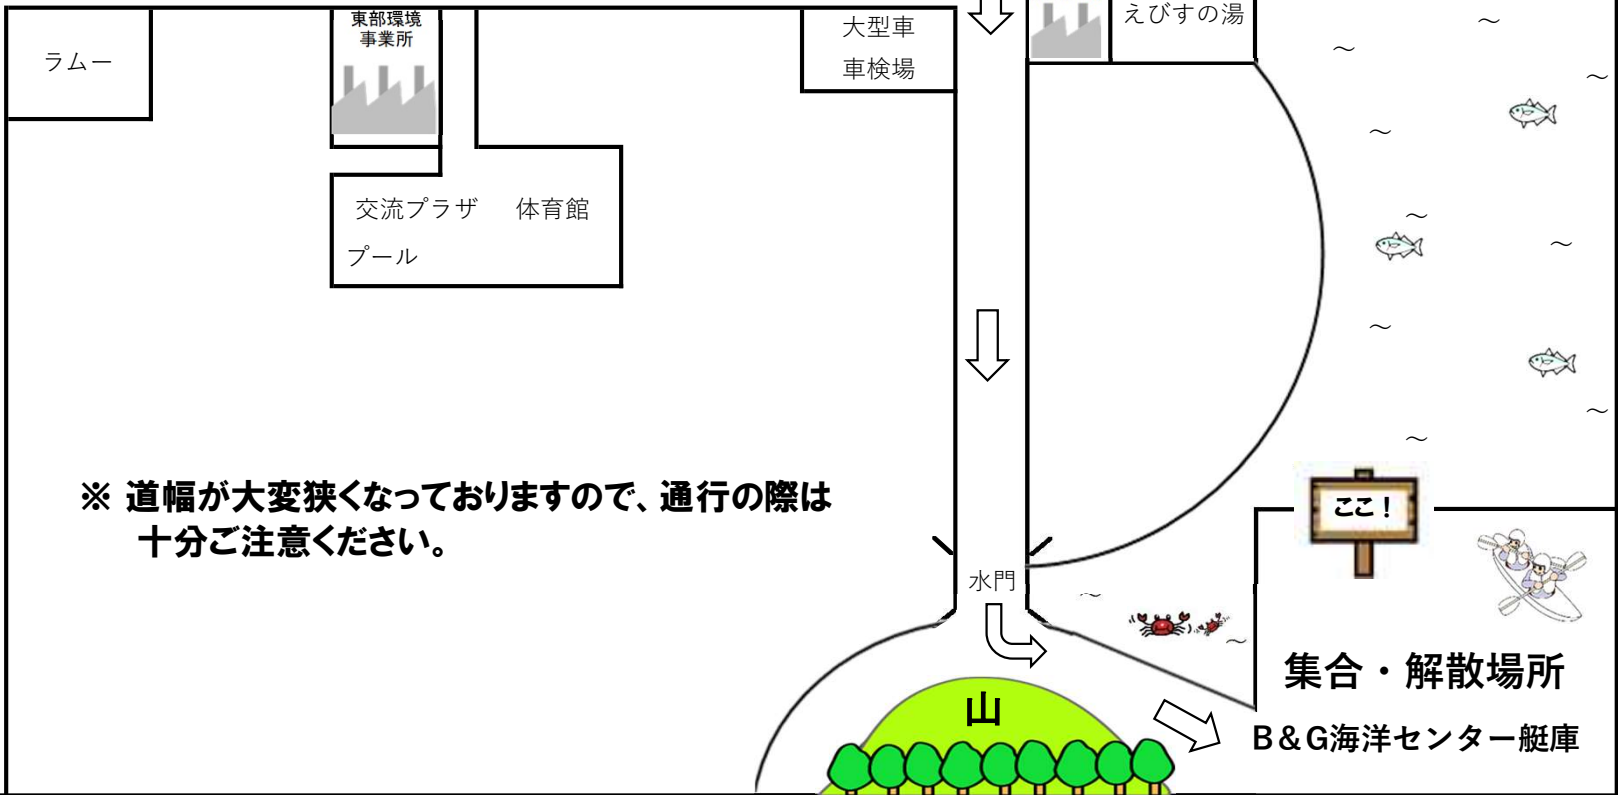 東部環境
事業所
ラムー
大型車
車検場
えびすの湯
交流プラザ 体育館
プール
※ 道幅が大変狭くなっておりますので、通行の際は
十分ご注意ください。
ここ！
水門
山
集合・解散場所
B&G海洋センター艇庫